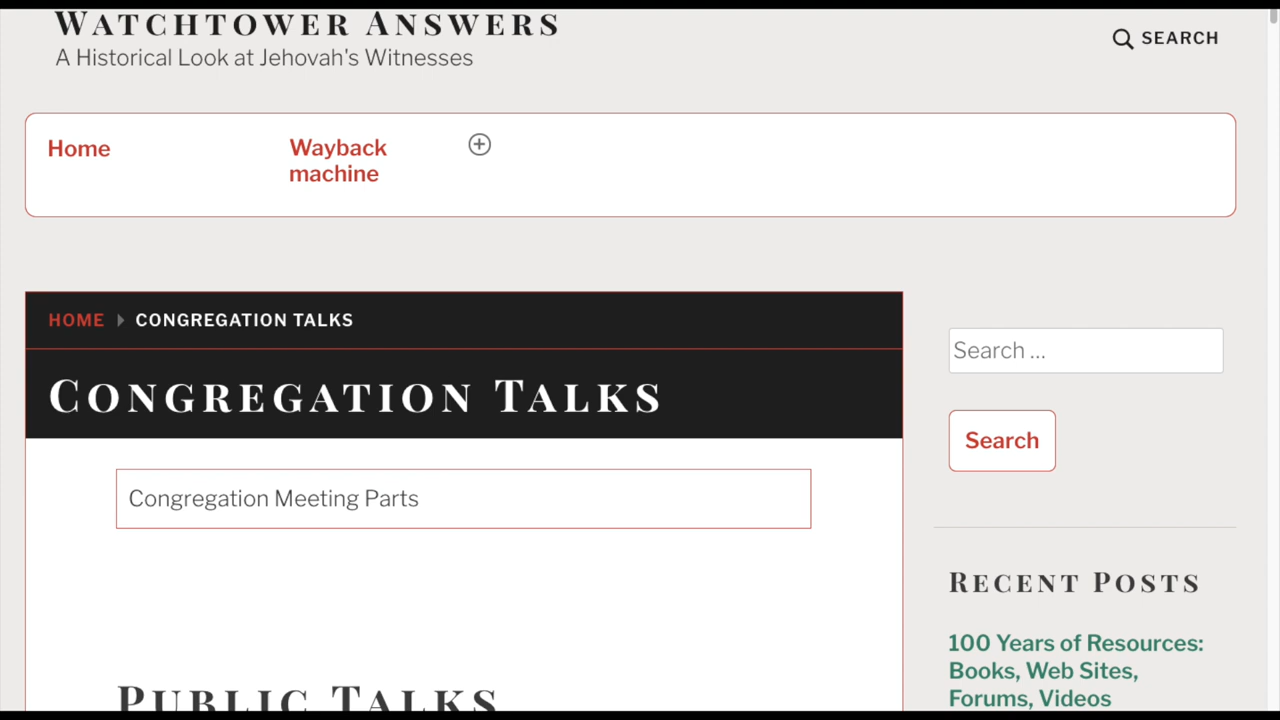 WATCHTOWER ANSWERS
A Historical Look at Jehovah's Witnesses
SEARCH
Home
Wayback
machine
HOME CONGREGATION TALKS
CONGREGATION TALKS
Congregation Meeting Parts
PUBLIC TALKS
Search ...
Search
RECENT POSTS
100 Years of Resources:
Books, Web Sites,
Forums, Videos